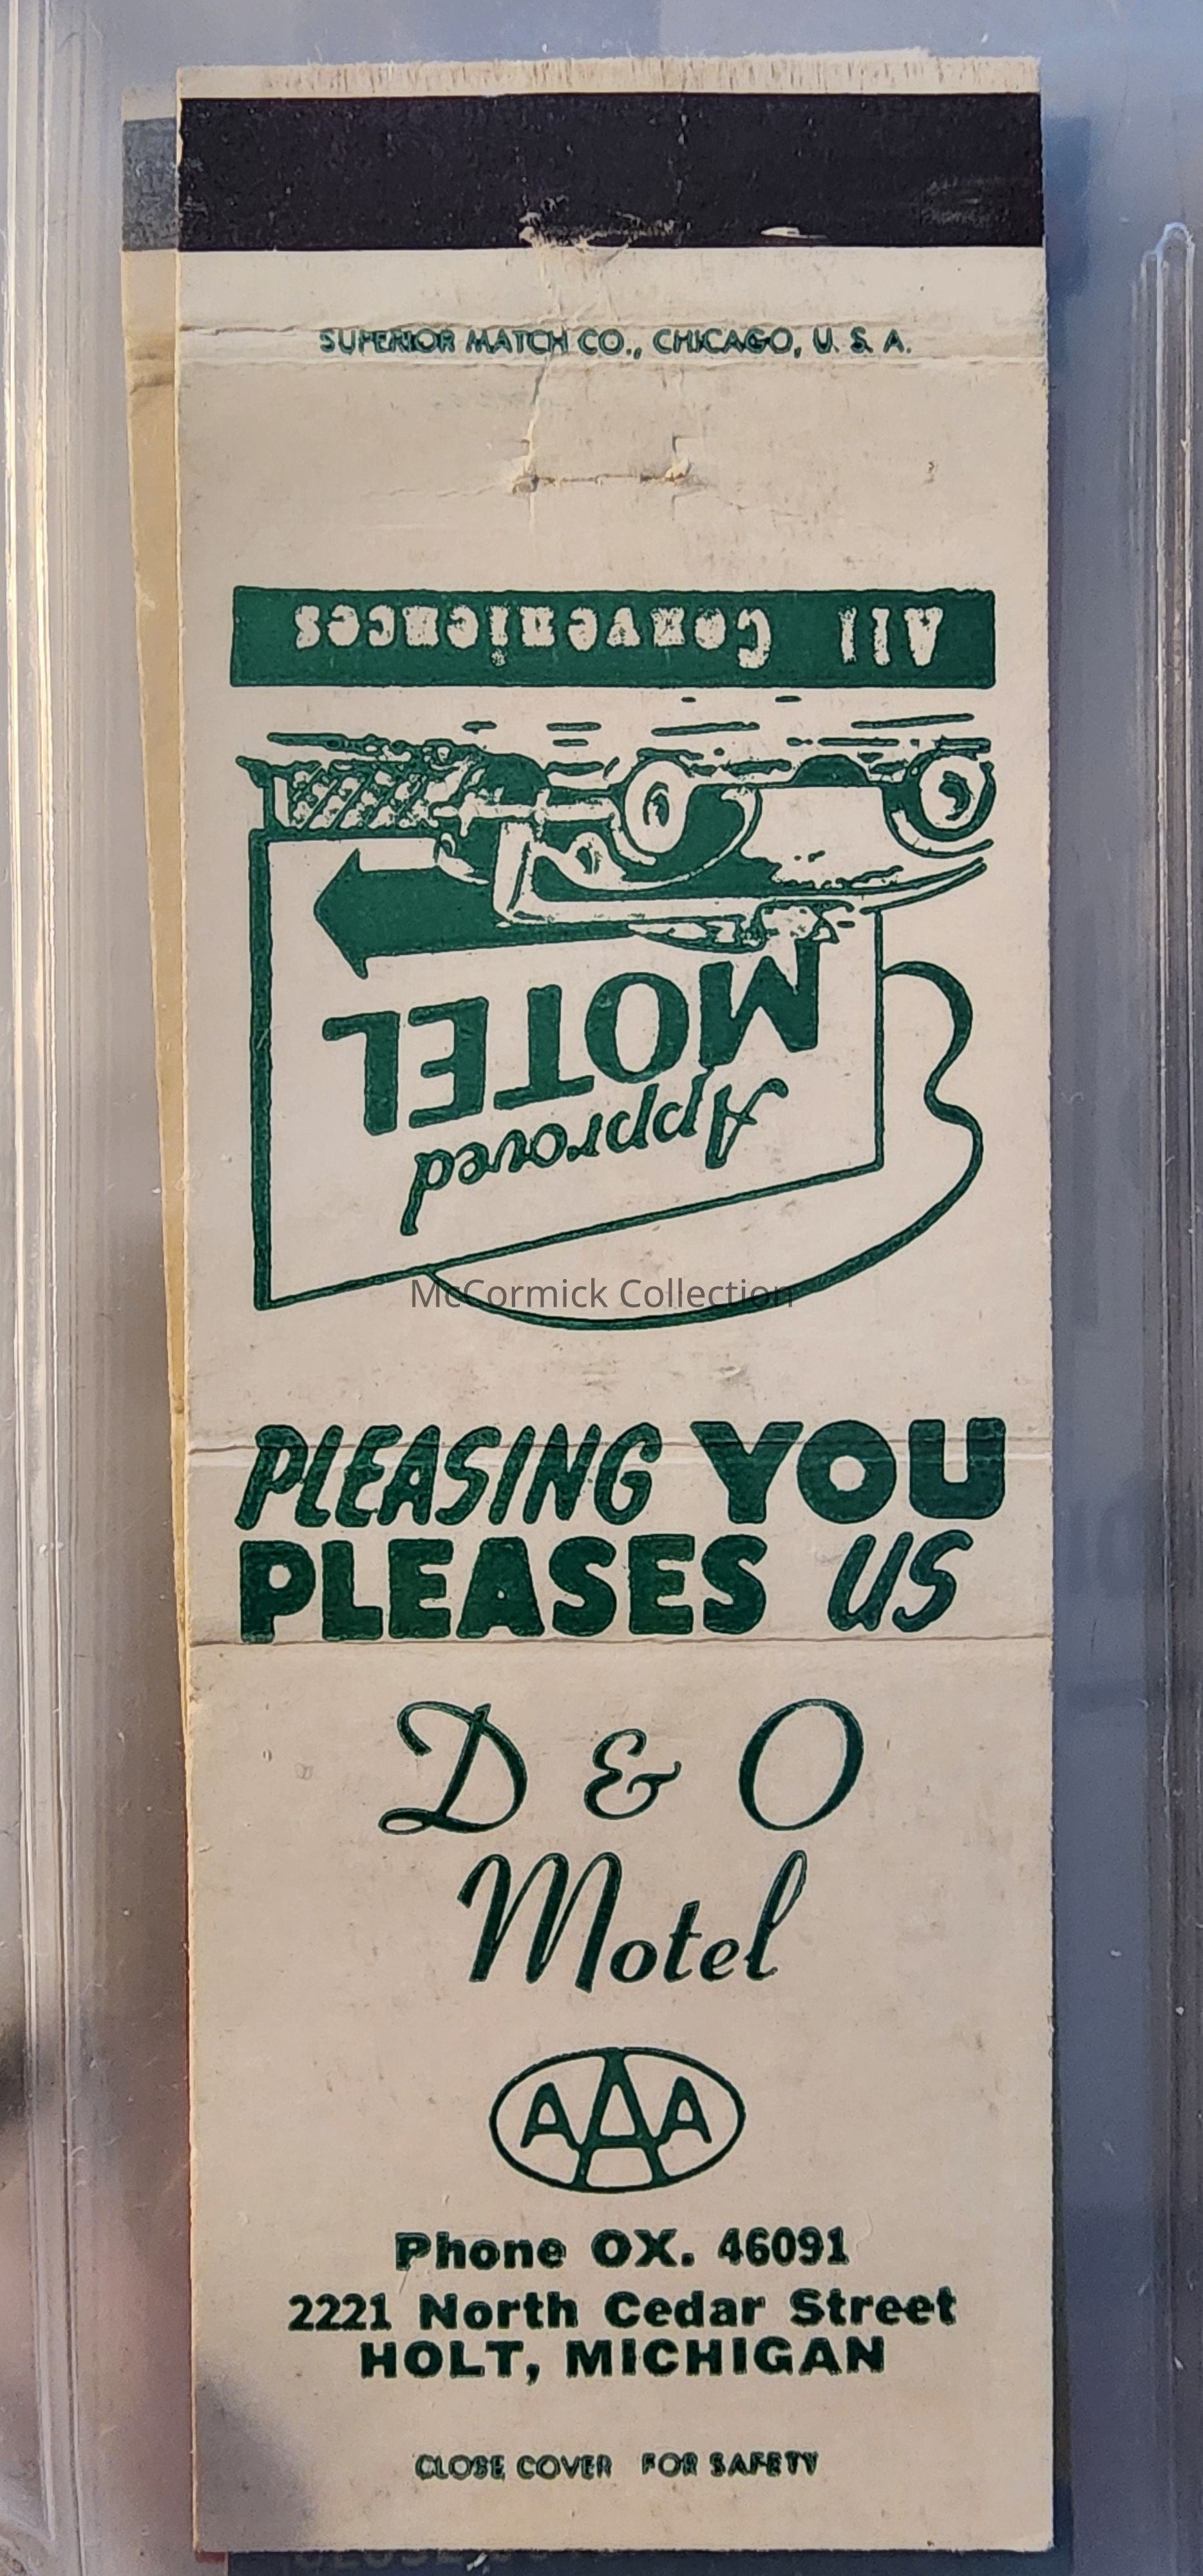 SUPERIOR MATCH CO., CHICAGO, U. S. A.
Approved
MOTEL
All Conveniences
McCormick Collection
PLEASING YOU
PLEASES US
D & O
Motel
AAA
Phone OX. 46091
2221 North Cedar Street
HOLT, MICHIGAN
CLOSE COVER FOR SAFETY